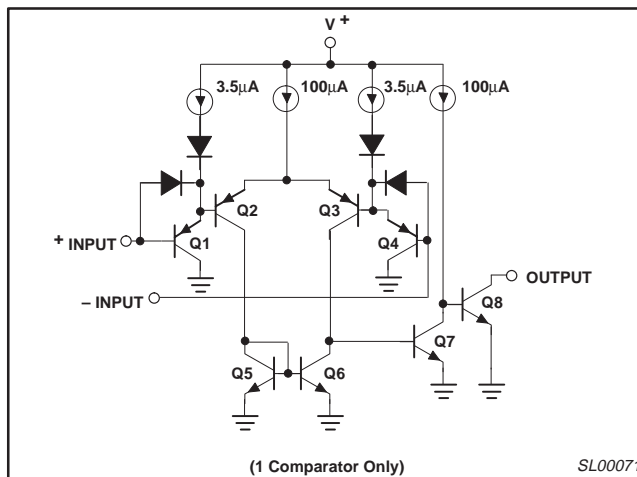 V +
3.5μA
100μA
3.5μA
100μA
Q2
Q3
+ INPUT
Q1
Q4
OUTPUT
– INPUT
Q8
Q7
Q5
Q6
(1 Comparator Only)
SL00071